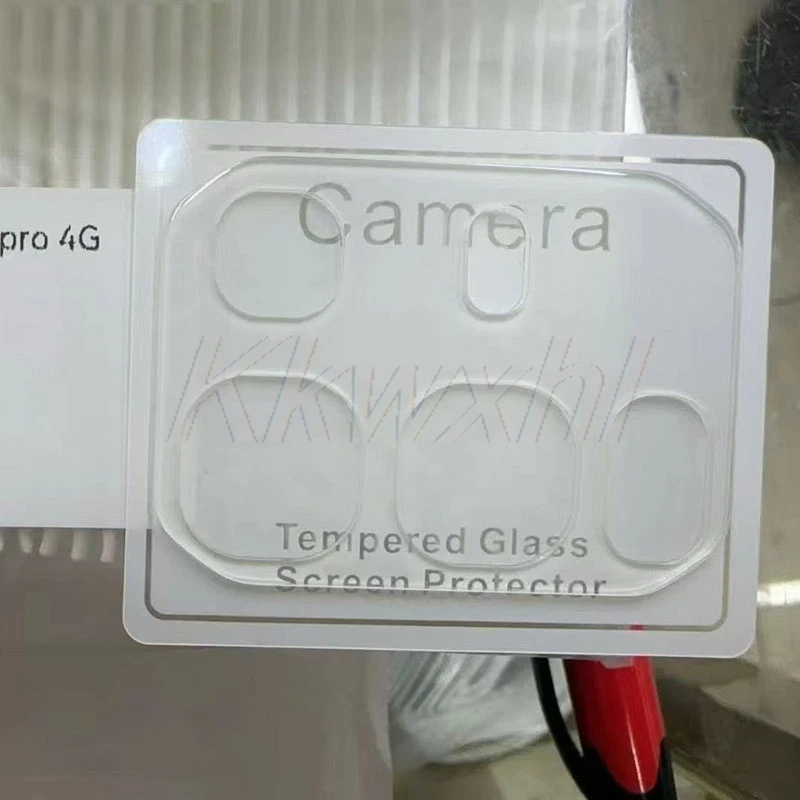 Camera
pro 4G
Kkwxhl
Tempered Glass
Screen Protector